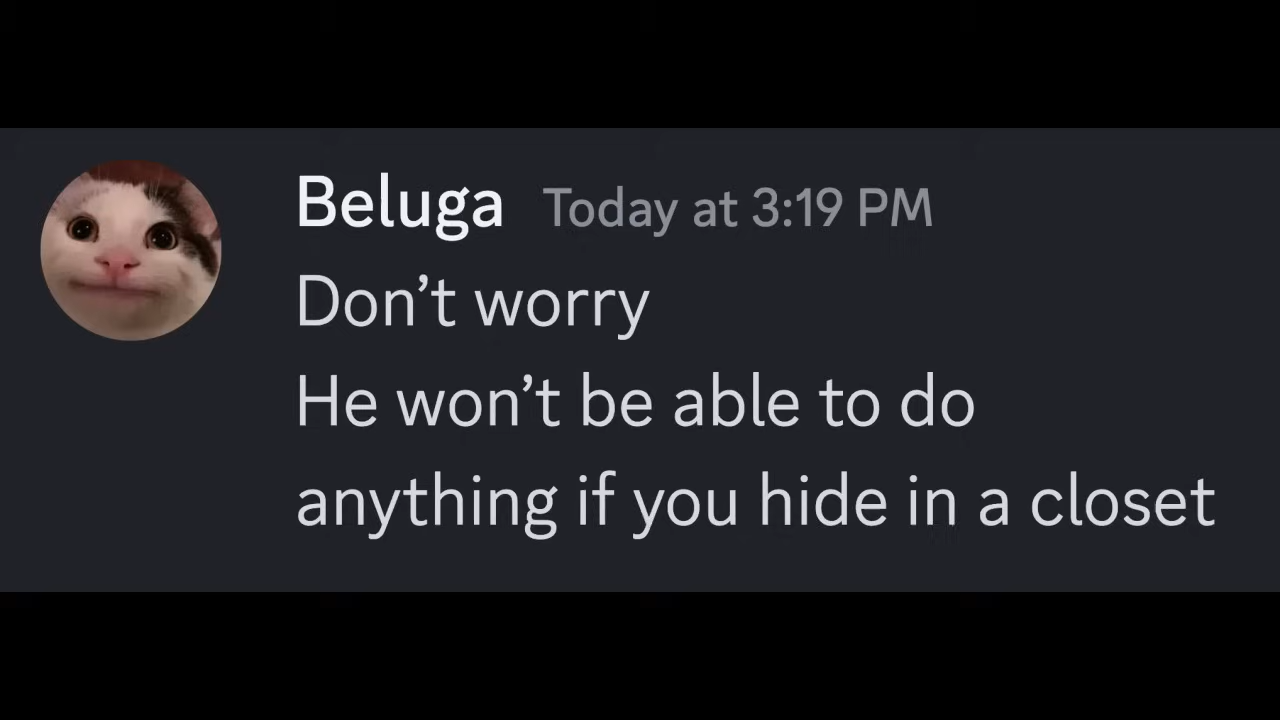 Beluga Today at 3:19 PM
Don’t worry
He won’t be able to do
anything if you hide in a closet